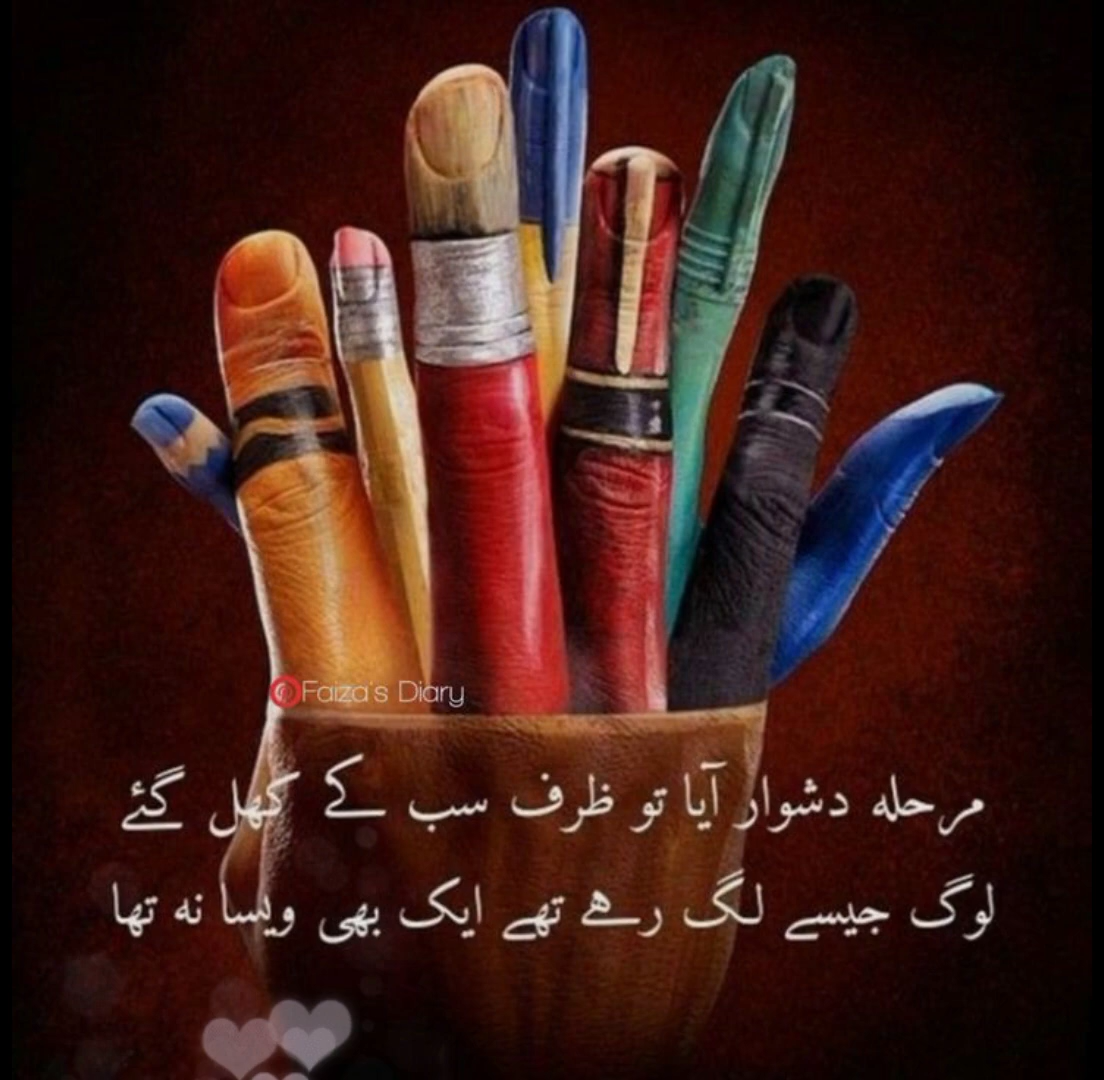 Faiza's Diary
مرحلہ دشوار آیا تو ظرف سب کے کھل گئے
لوگ جیسے لگ رہے تھے ایک بھی ویسا نہ تھا